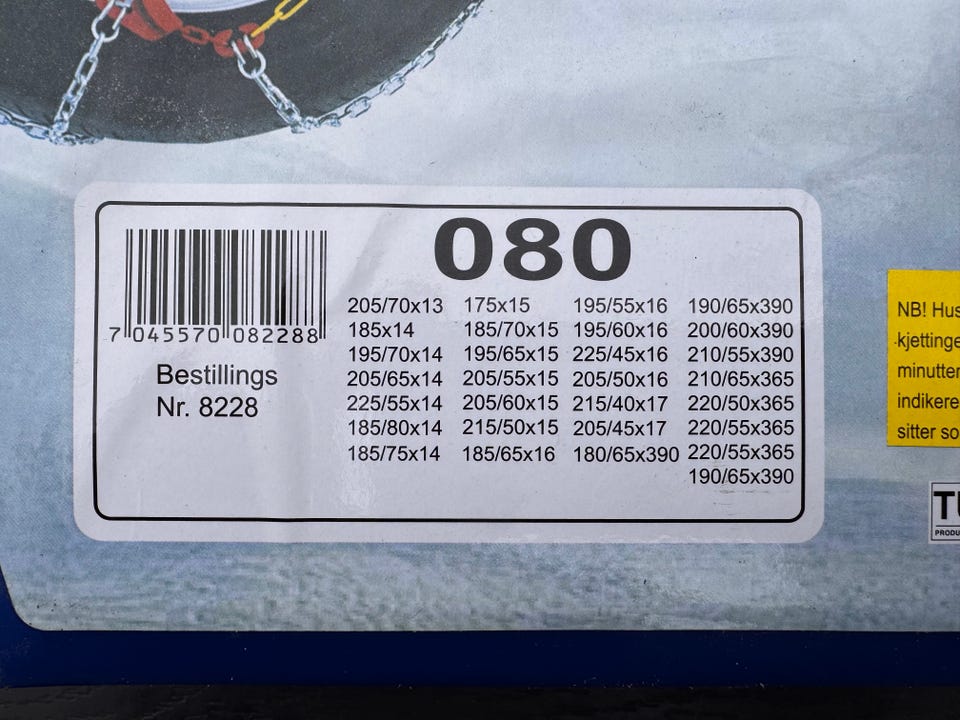 080
7 045570 082288
Bestillings
Nr. 8228
205/70x13 175x15 195/55x16 190/65x390
185x14 185/70x15 195/60x16 200/60x390
195/70x14 195/65x15 225/45x16 210/55x390
205/65x14 205/55x15 205/50x16 210/65x365
225/55x14 205/60x15 215/40x17 220/50x365
185/80x14 215/50x15 205/45x17 220/55x365
185/75x14 185/65x16 180/65x390 220/55x365
190/65x390
NB! Hus
kjettinge
minutter
indikere
sitter so
TU
PRODU